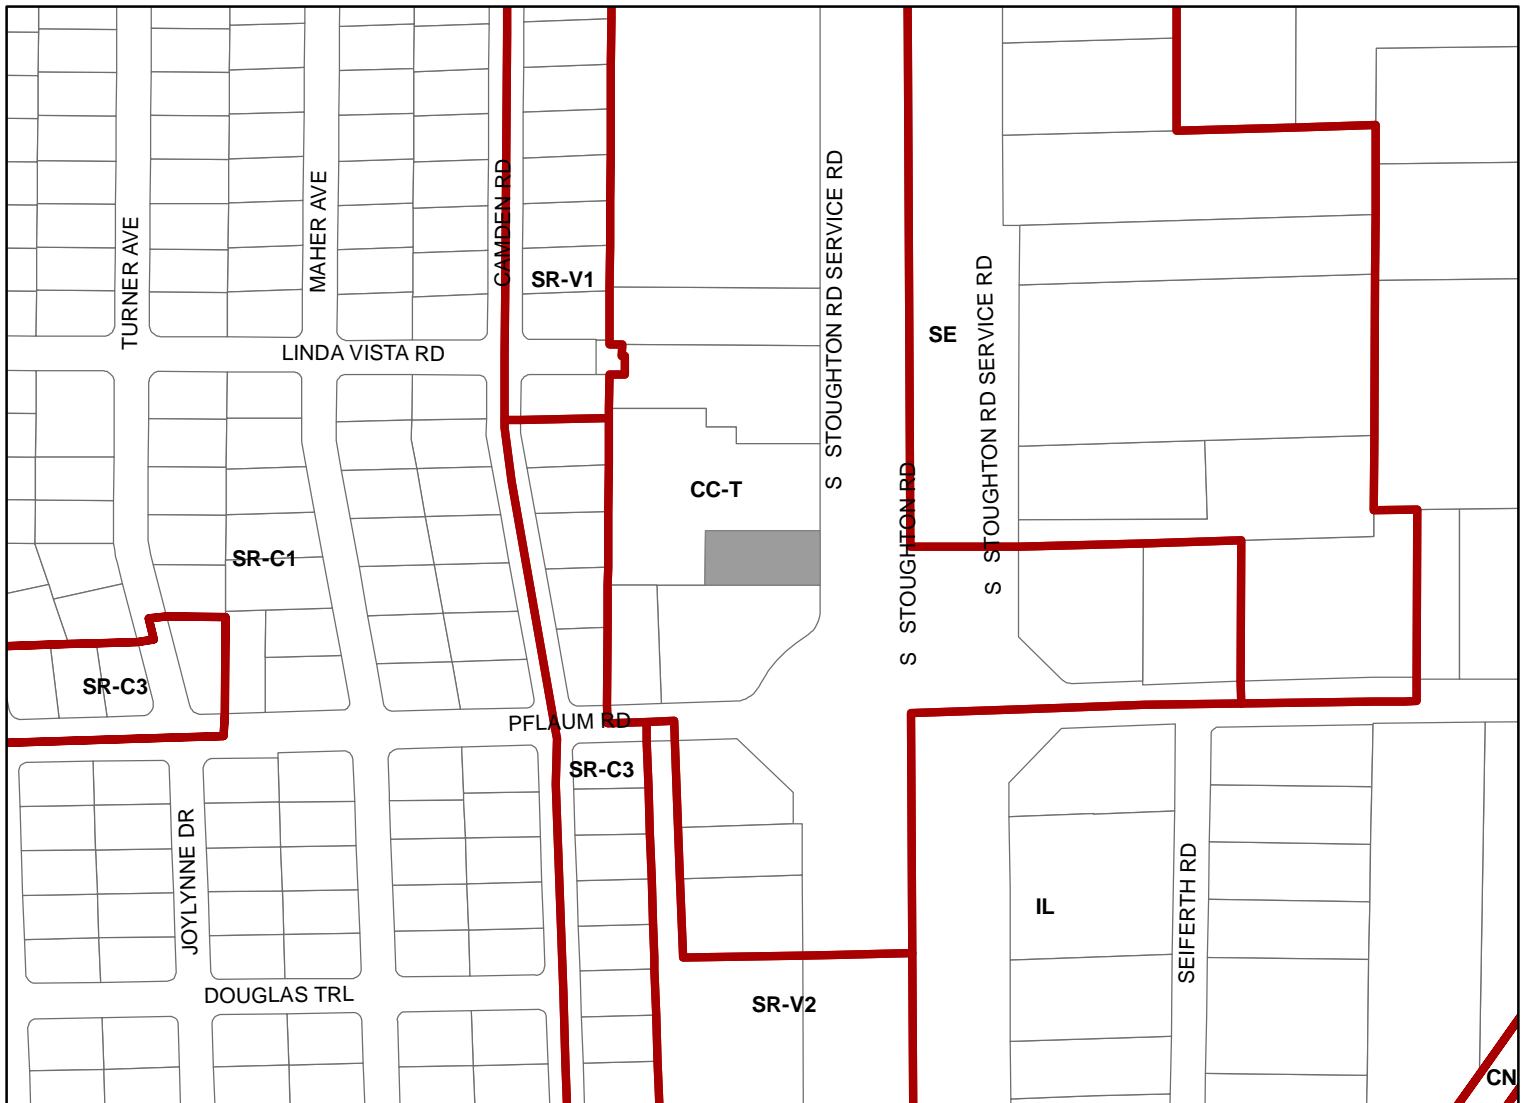 TURNER AVE
MAHER AVE
CAMDEN RD
SR-V1
S STOUGHTON RD SERVICE RD
SE
S STOUGHTON RD SERVICE RD
LINDA VISTA RD
CC-T
S STOUGHTON RD
SR-C1
SR-C3
PFLAUM RD
SR-C3
JOYLYNNE DR
IL
SEIFERTH RD
DOUGLAS TRL
SR-V2
CN